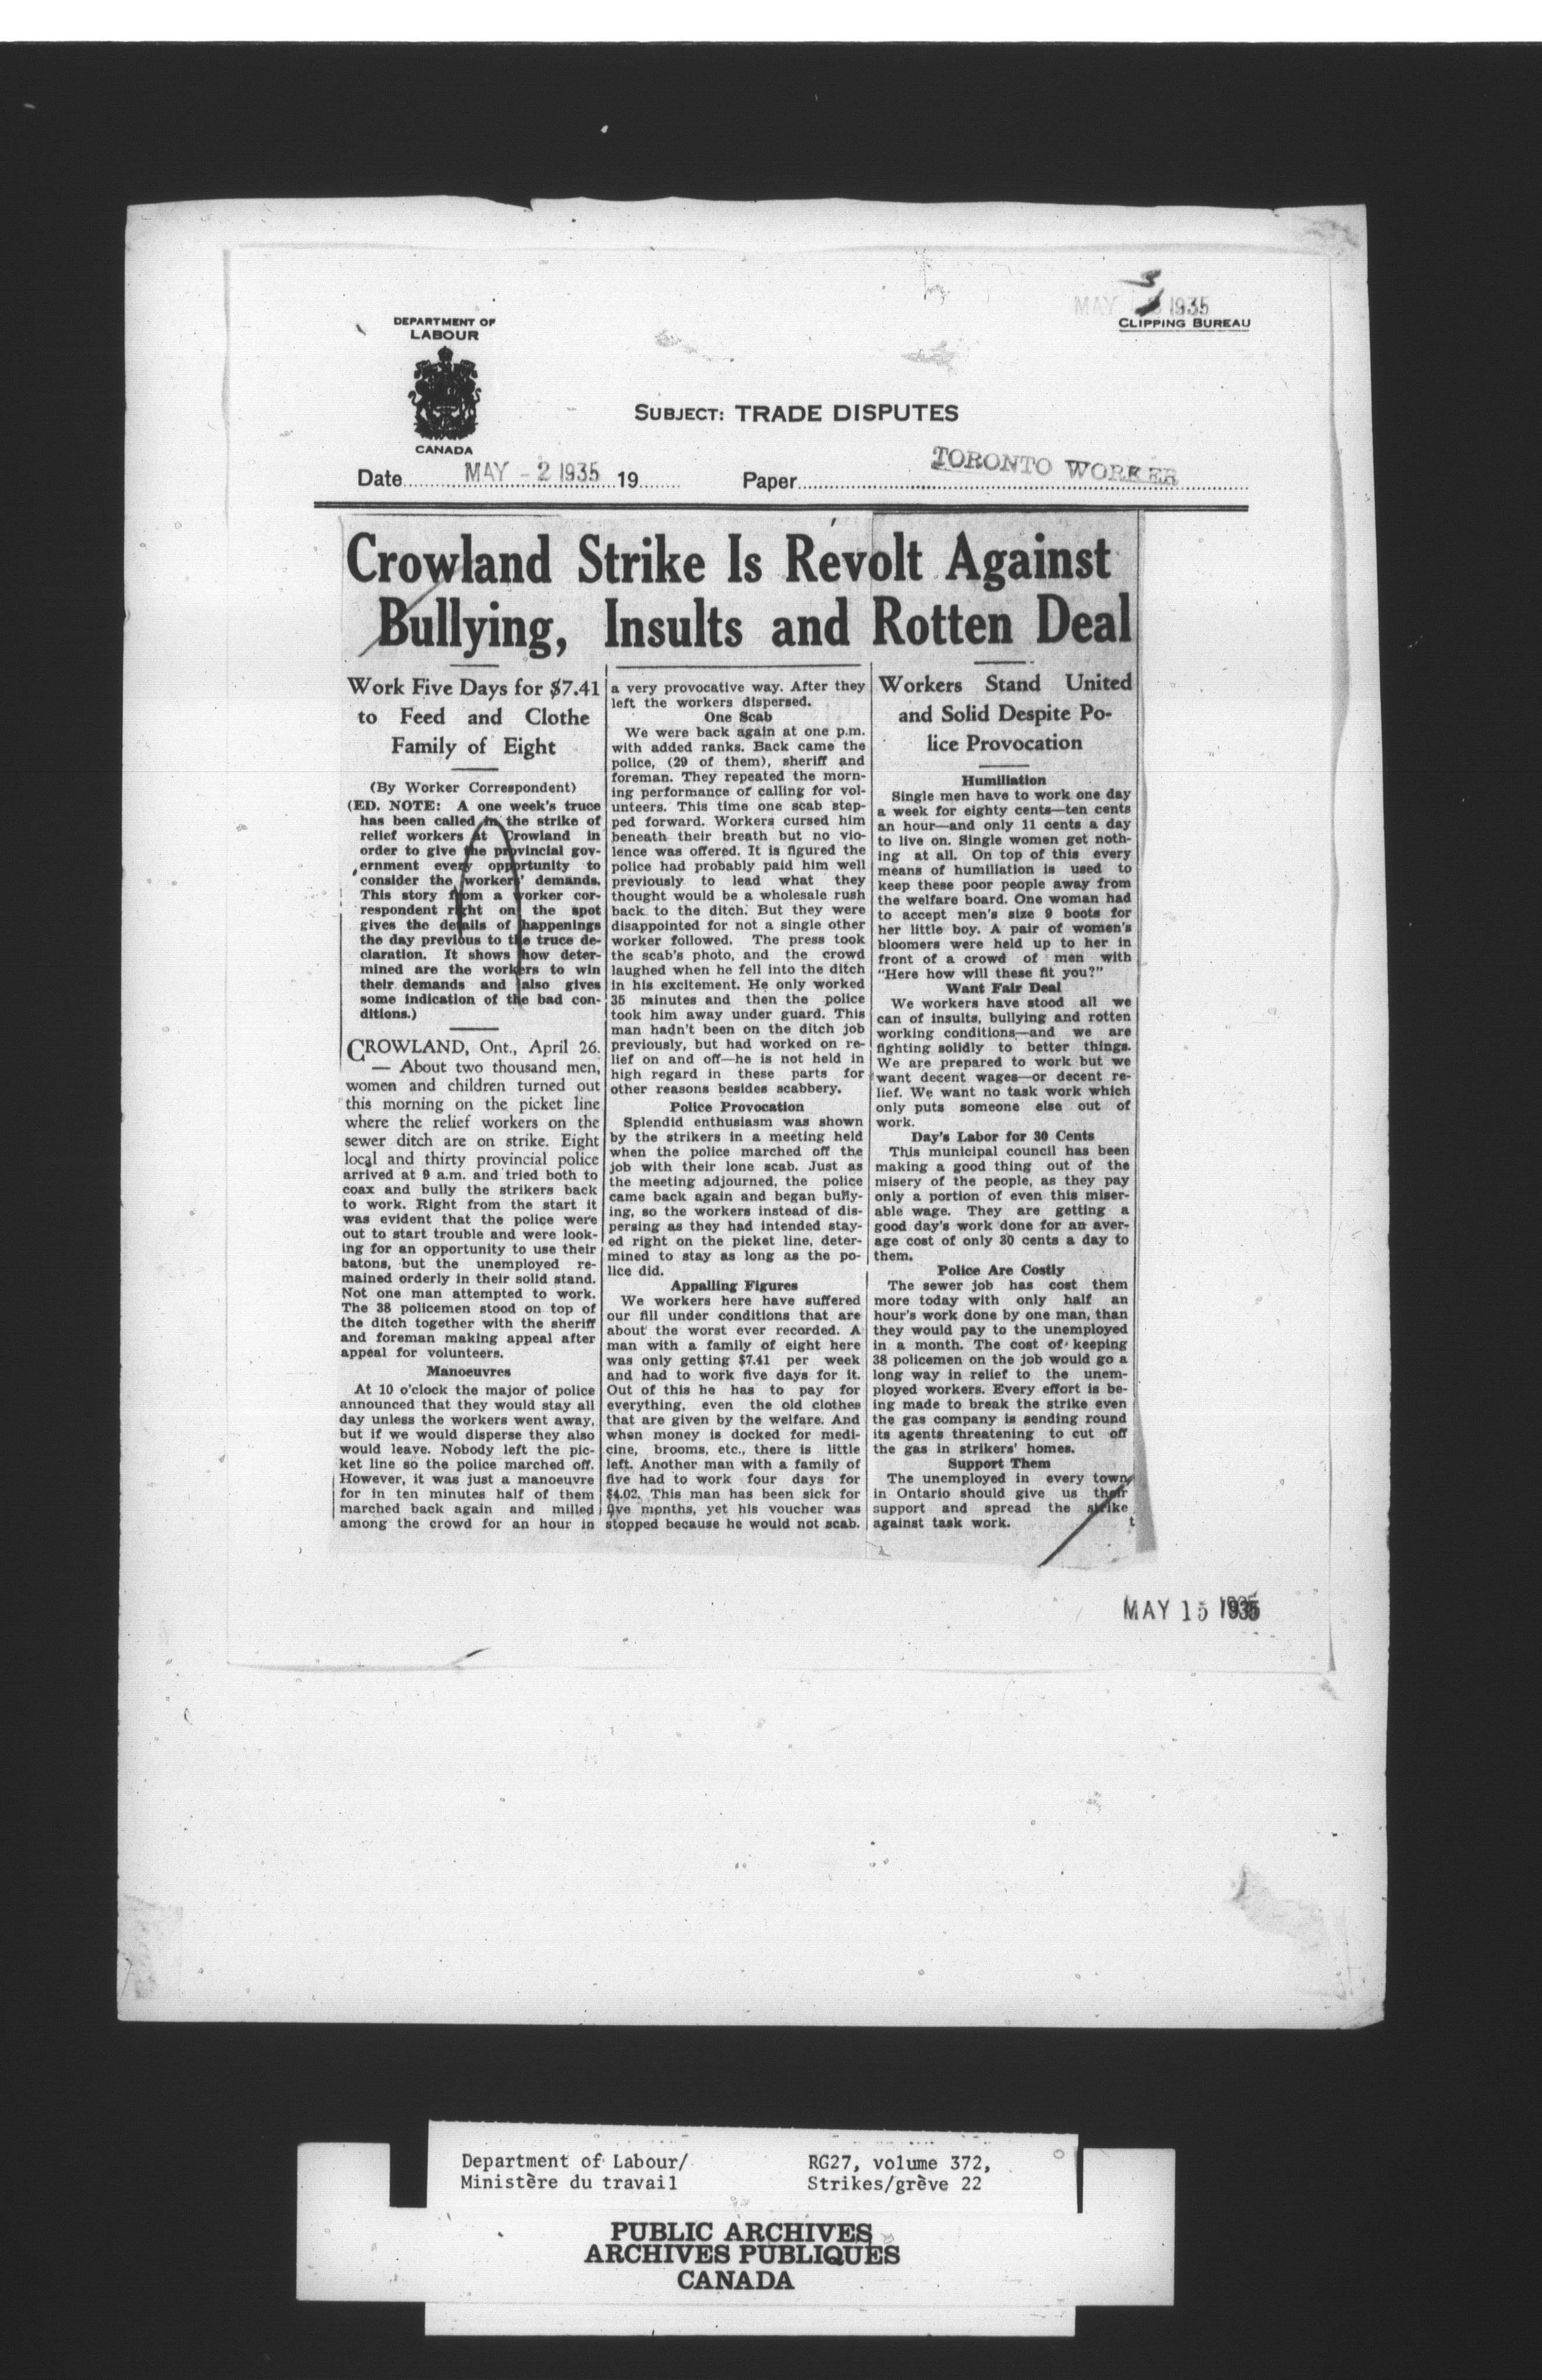 MAY 1935
CLIPPING BUREAU
DEPARTMENT OF
LABOUR
CANADA
SUBJECT: TRADE DISPUTES
Date MAY - 2 1935 19 Paper TORONTO WORKER
Crowland Strike Is Revolt Against
Bullying, Insults and Rotten Deal
Work Five Days for $7.41
to Feed and Clothe
Family of Eight
(By Worker Correspondent)
(ED. NOTE: A one week's truce
has been called in the strike of
relief workers at Crowland in
order to give the provincial gov-
ernment every opportunity to
consider the workers' demands.
This story from a worker cor-
respondent right on the spot
gives the details of happenings
the day previous to the truce de-
claration. It shows how deter-
mined are the workers to win
their demands and also gives
some indication of the bad con-
ditions.)
CROWLAND, Ont., April 26.
— About two thousand men,
women and children turned out
this morning on the picket line
where the relief workers on the
sewer ditch are on strike. Eight
local and thirty provincial police
arrived at 9 a.m. and tried both to
coax and bully the strikers back
to work. Right from the start it
was evident that the police were
out to start trouble and were look-
ing for an opportunity to use their
batons, but the unemployed re-
mained orderly in their solid stand.
Not one man attempted to work.
The 38 policemen stood on top of
the ditch together with the sheriff
and foreman making appeal after
appeal for volunteers.
Manoeuvres
At 10 o'clock the major of police
announced that they would stay all
day unless the workers went away,
but if we would disperse they also
would leave. Nobody left the pic-
ket line so the police marched off.
However, it was just a manoeuvre
for in ten minutes half of them
marched back again and milled
among the crowd for an hour in
a very provocative way. After they
left the workers dispersed.
One Scab
We were back again at one p.m.
with added ranks. Back came the
police, (29 of them), sheriff and
foreman. They repeated the morn-
ing performance of calling for vol-
unteers. This time one scab step-
ped forward. Workers cursed him
beneath their breath but no vio-
lence was offered. It is figured the
police had probably paid him well
previously to lead what they
thought would be a wholesale rush
back to the ditch. But they were
disappointed for not a single other
worker followed. The press took
the scab's photo, and the crowd
laughed when he fell into the ditch
in his excitement. He only worked
35 minutes and then the police
took him away under guard. This
man hadn't been on the ditch job
previously, but had worked on re-
lief on and off—he is not held in
high regard in these parts for
other reasons besides scabbery.
Police Provocation
Splendid enthusiasm was shown
by the strikers in a meeting held
when the police marched off the
job with their lone scab. Just as
the meeting adjourned, the police
came back again and began bully-
ing, so the workers instead of dis-
persing as they had intended stay-
ed right on the picket line, deter-
mined to stay as long as the po-
lice did.
Appalling Figures
We workers here have suffered
our fill under conditions that are
about the worst ever recorded. A
man with a family of eight here
was only getting $7.41 per week
and had to work five days for it.
Out of this he has to pay for
everything, even the old clothes
that are given by the welfare. And
when money is docked for medi-
cine, brooms, etc., there is little
left. Another man with a family of
five had to work four days for
$4.02. This man has been sick for
five months, yet his voucher was
stopped because he would not scab.
Workers Stand United
and Solid Despite Po-
lice Provocation
Humiliation
Single men have to work one day
a week for eighty cents—ten cents
an hour—and only 11 cents a day
to live on. Single women get noth-
ing at all. On top of this every
means of humiliation is used to
keep these poor people away from
the welfare board. One woman had
to accept men's size 9 boots for
her little boy. A pair of women's
bloomers were held up to her in
front of a crowd of men with
"Here how will these fit you?"
Want Fair Deal
We workers have stood all we
can of insults, bullying and rotten
working conditions—and we are
fighting solidly to better things.
We are prepared to work but we
want decent wages—or decent re-
lief. We want no task work which
only puts someone else out of
work.
Day's Labor for 30 Cents
This municipal council has been
making a good thing out of the
misery of the people, as they pay
only a portion of even this miser-
able wage. They are getting a
good day's work done for an aver-
age cost of only 30 cents a day to
them.
Police Are Costly
The sewer job has cost them
more today with only half an
hour's work done by one man, than
they would pay to the unemployed
in a month. The cost of keeping
38 policemen on the job would go a
long way in relief to the unem-
ployed workers. Every effort is be-
ing made to break the strike even
the gas company is sending round
its agents threatening to cut off
the gas in strikers' homes.
Support Them
The unemployed in every town
in Ontario should give us their
support and spread the strike
against task work.
t
MAY 15 1935
Department of Labour/
Ministère du travail
RG27, volume 372,
Strikes/grève 22
PUBLIC ARCHIVES
ARCHIVES PUBLIQUES
CANADA